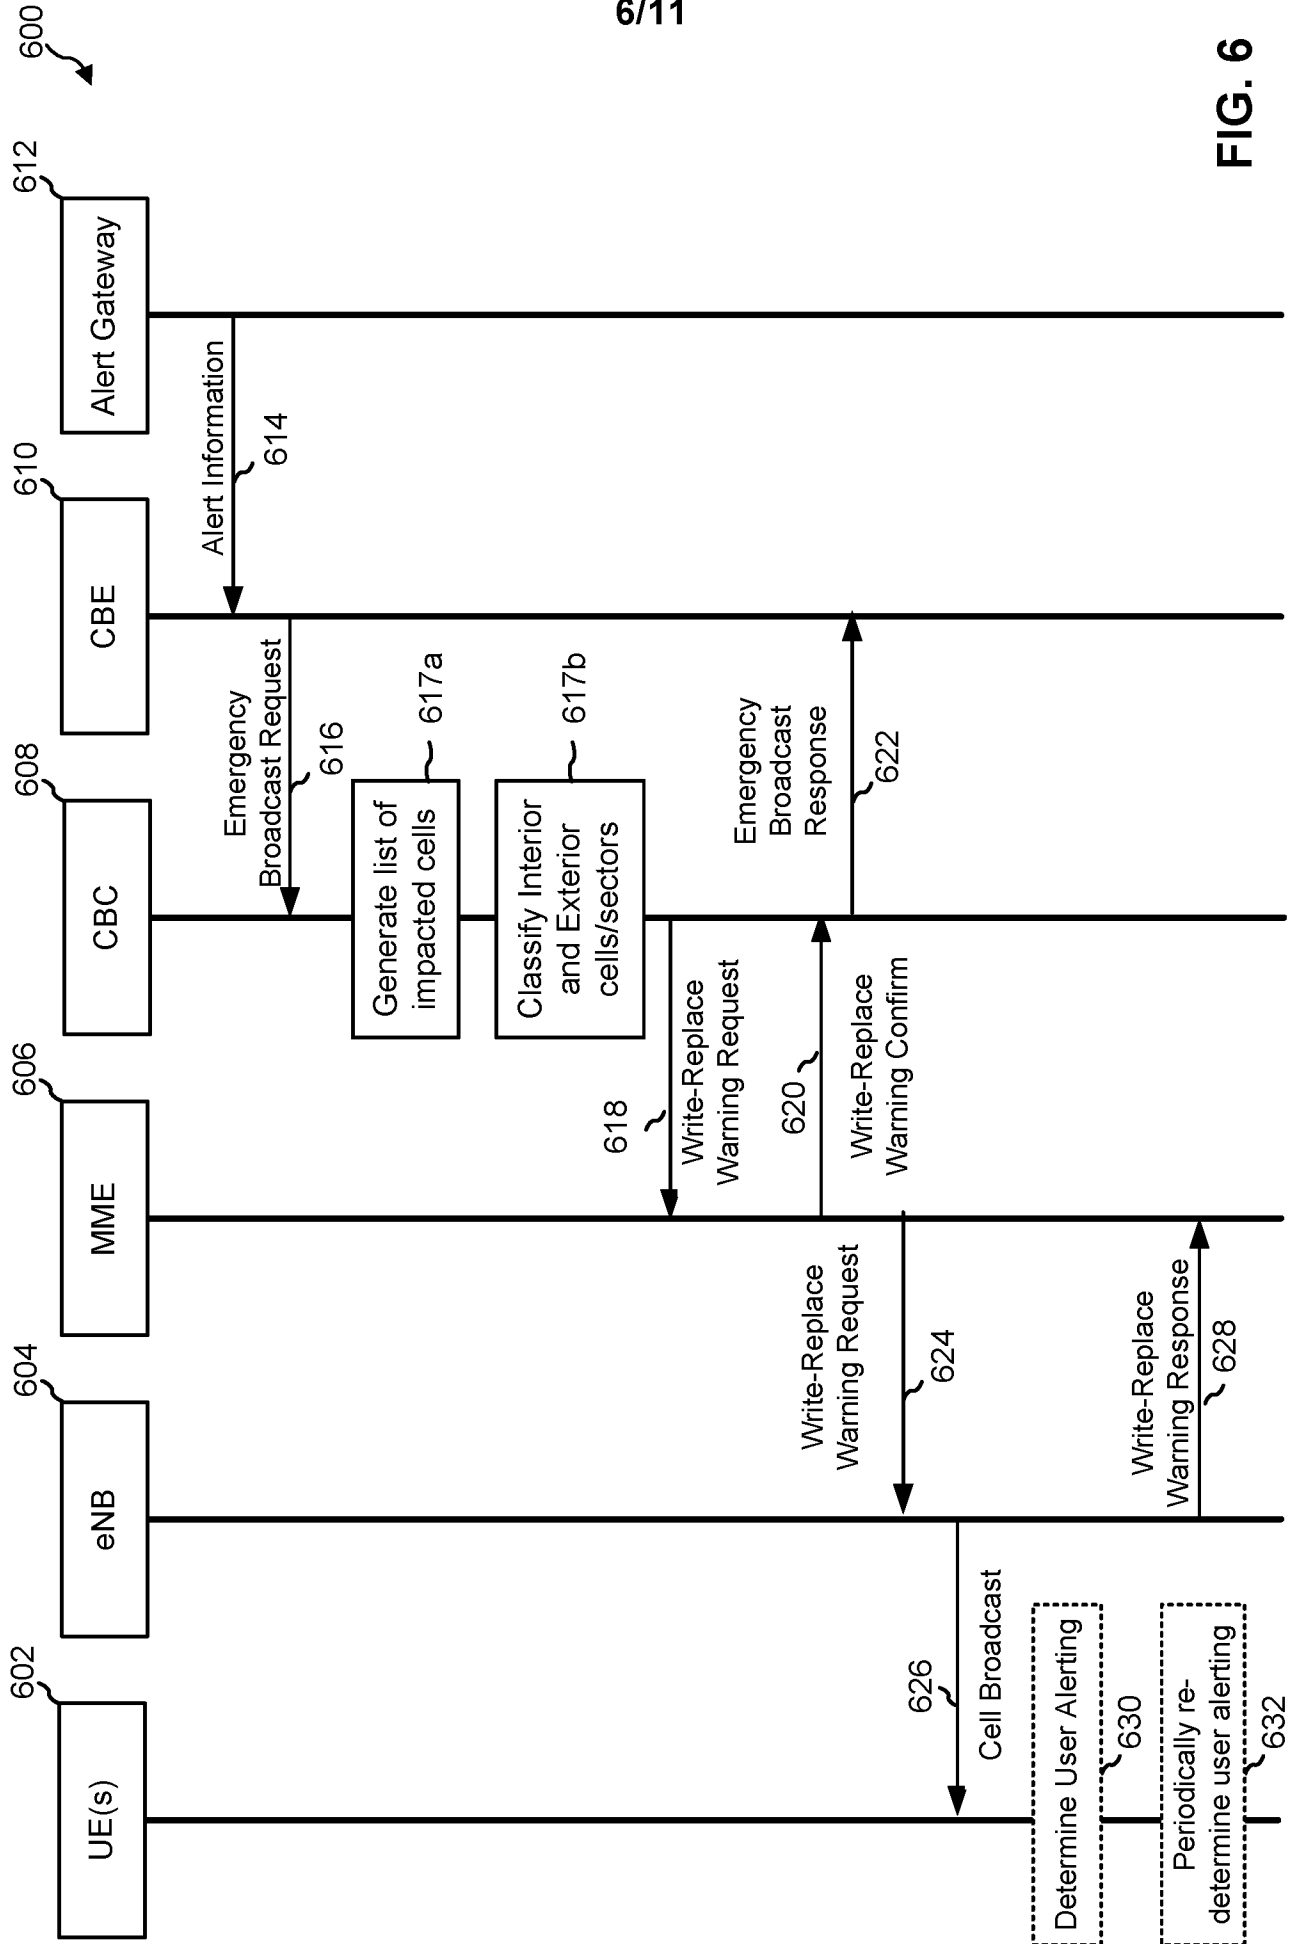 6/11
600
602
604
606
608
610
612
UE(s)
eNB
MME
CBC
CBE
Alert Gateway
Alert Information
614
Emergency
Broadcast Request
616
Generate list of
impacted cells
617a
Classify Interior
and Exterior
cells/sectors
617b
618
Write-Replace
Warning Request
620
Write-Replace
Warning Confirm
Emergency
Broadcast
Response
622
Write-Replace
Warning Request
624
626
Cell Broadcast
Determine User Alerting
630
Write-Replace
Warning Response
628
Periodically re-
determine user alerting
632
FIG. 6